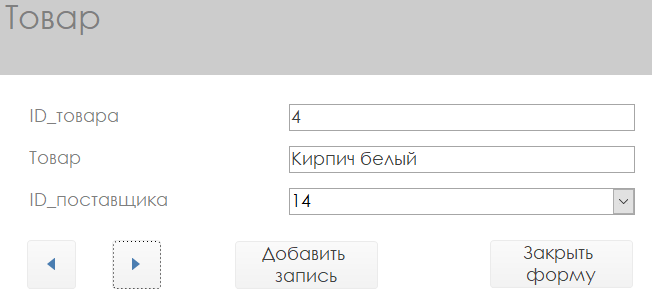 Товар
ID_товара 4
Товар Кирпич белый
ID_поставщика 14
Добавить запись
Закрыть форму